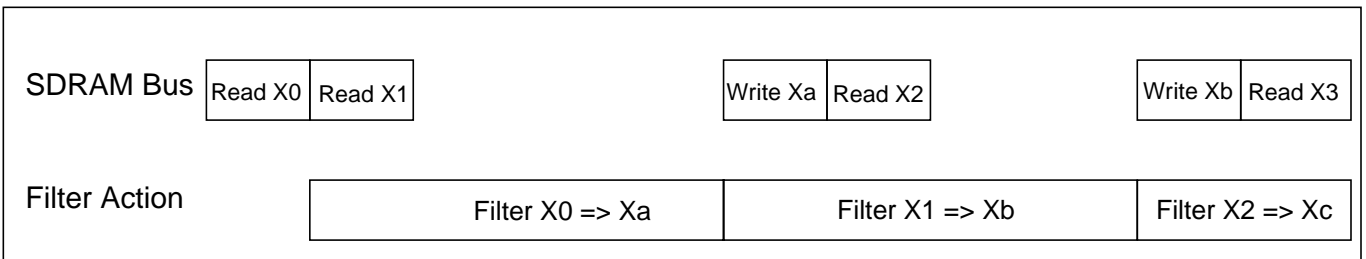 SDRAM Bus Read X0 Read X1 Write Xa Read X2 Write Xb Read X3
Filter Action Filter X0 => Xa Filter X1 => Xb Filter X2 => Xc